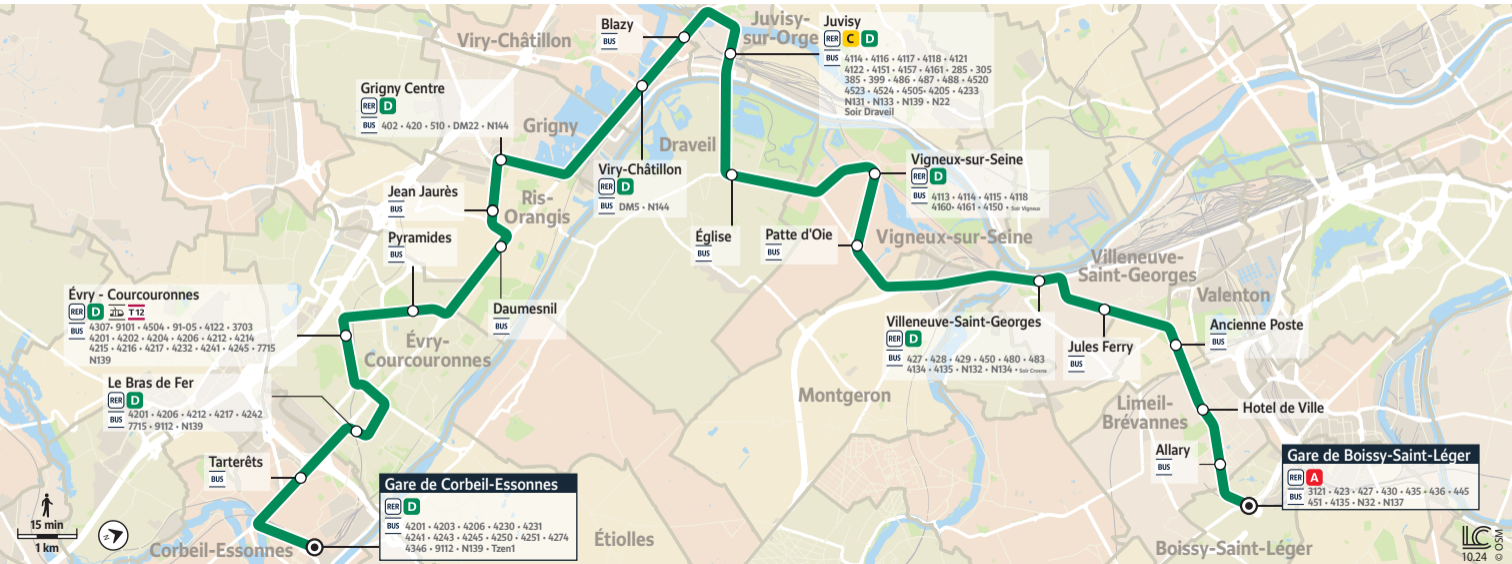 Blazy
BUS
Viry-Châtillon
Juvisy-
sur-Orge
Juvisy
RER C D
BUS 4114 • 4116 • 4117 • 4118 • 4121
4122 • 4151 • 4157 • 4161 • 285 • 305
385 • 399 • 486 • 487 • 488 • 4520
4523 • 4524 • 4505 • 4205 • 4233
N131 • N133 • N139 • N22
Soir Draveil
Grigny Centre
RER D
BUS 402 • 420 • 510 • DM22 • N144
Grigny
Draveil
Viry-Châtillon
RER D
BUS DM5 • N144
Vigneux-sur-Seine
RER D
BUS 4113 • 4114 • 4115 • 4118
4160 • 4161 • 4150 • Soir Vigneux
Jean Jaurès
BUS
Ris-
Orangis
Pyramides
BUS
Église
BUS
Patte d'Oie
BUS
Vigneux-sur-Seine
Villeneuve-
Saint-Georges
Valenton
Évry - Courcouronnes
RER D T12
BUS 4307 • 9101 • 4504 • 91-05 • 4122 • 3703
4201 • 4202 • 4204 • 4206 • 4212 • 4214
4215 • 4216 • 4217 • 4232 • 4241 • 4245 • 7715
N139
Daumesnil
BUS
Évry-
Courcouronnes
Villeneuve-Saint-Georges
RER D
BUS 427 • 428 • 429 • 450 • 480 • 483
4134 • 4135 • N132 • N134 • Soir Crosne
Jules Ferry
BUS
Ancienne Poste
BUS
Le Bras de Fer
RER D
BUS 4201 • 4206 • 4212 • 4217 • 4242
7715 • 9112 • N139
Montgeron
Limeil-
Brévannes
Hotel de Ville
Tarterêts
BUS
Allary
BUS
Gare de Corbeil-Essonnes
RER D
BUS 4201 • 4203 • 4206 • 4230 • 4231
4241 • 4243 • 4245 • 4250 • 4251 • 4274
4346 • 9112 • N139 • Tzen1
Gare de Boissy-Saint-Léger
RER A
BUS 3121 • 423 • 427 • 430 • 435 • 436 • 445
451 • 4135 • N32 • N137
15 min
1 km
N
Corbeil-Essonnes
Étiolles
Boissy-Saint-Léger
LC
10.24
© OSM